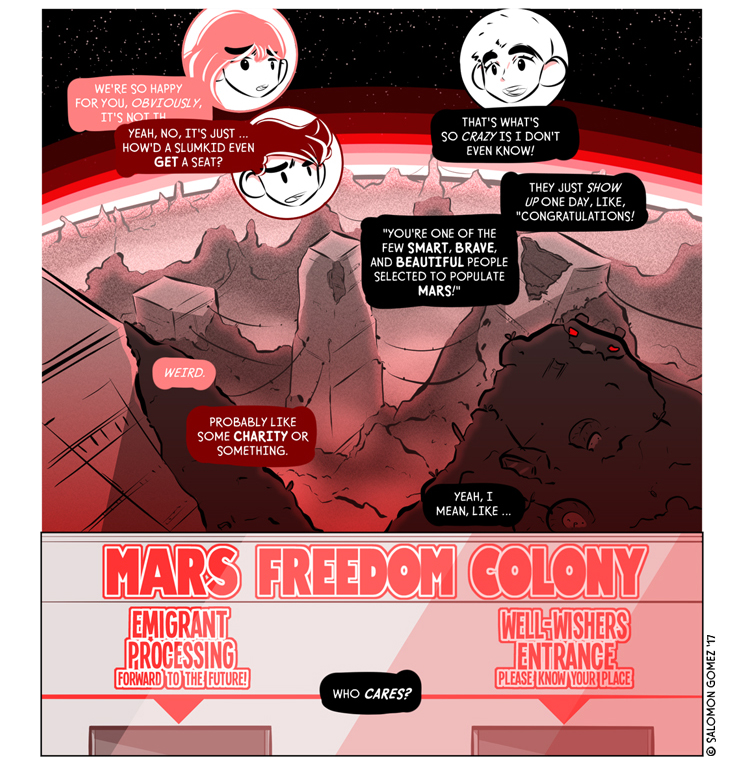 WE'RE SO HAPPY
FOR YOU, OBVIOUSLY,
IT'S NOT TH
YEAH, NO, IT'S JUST ...
HOW'D A SLUMKID EVEN
GET A SEAT?
THAT'S WHAT'S
SO CRAZY IS I DON'T
EVEN KNOW!
THEY JUST SHOW
UP ONE DAY, LIKE,
"CONGRATULATIONS!
"YOU'RE ONE OF THE
FEW SMART, BRAVE,
AND BEAUTIFUL PEOPLE
SELECTED TO POPULATE
MARS!"
WEIRD.
PROBABLY LIKE
SOME CHARITY OR
SOMETHING.
YEAH, I
MEAN, LIKE ...
MARS FREEDOM COLONY
EMIGRANT
PROCESSING
FORWARD TO THE FUTURE!
WELL-WISHERS
ENTRANCE
PLEASE KNOW YOUR PLACE
WHO CARES?
© SALOMON GOMEZ '17